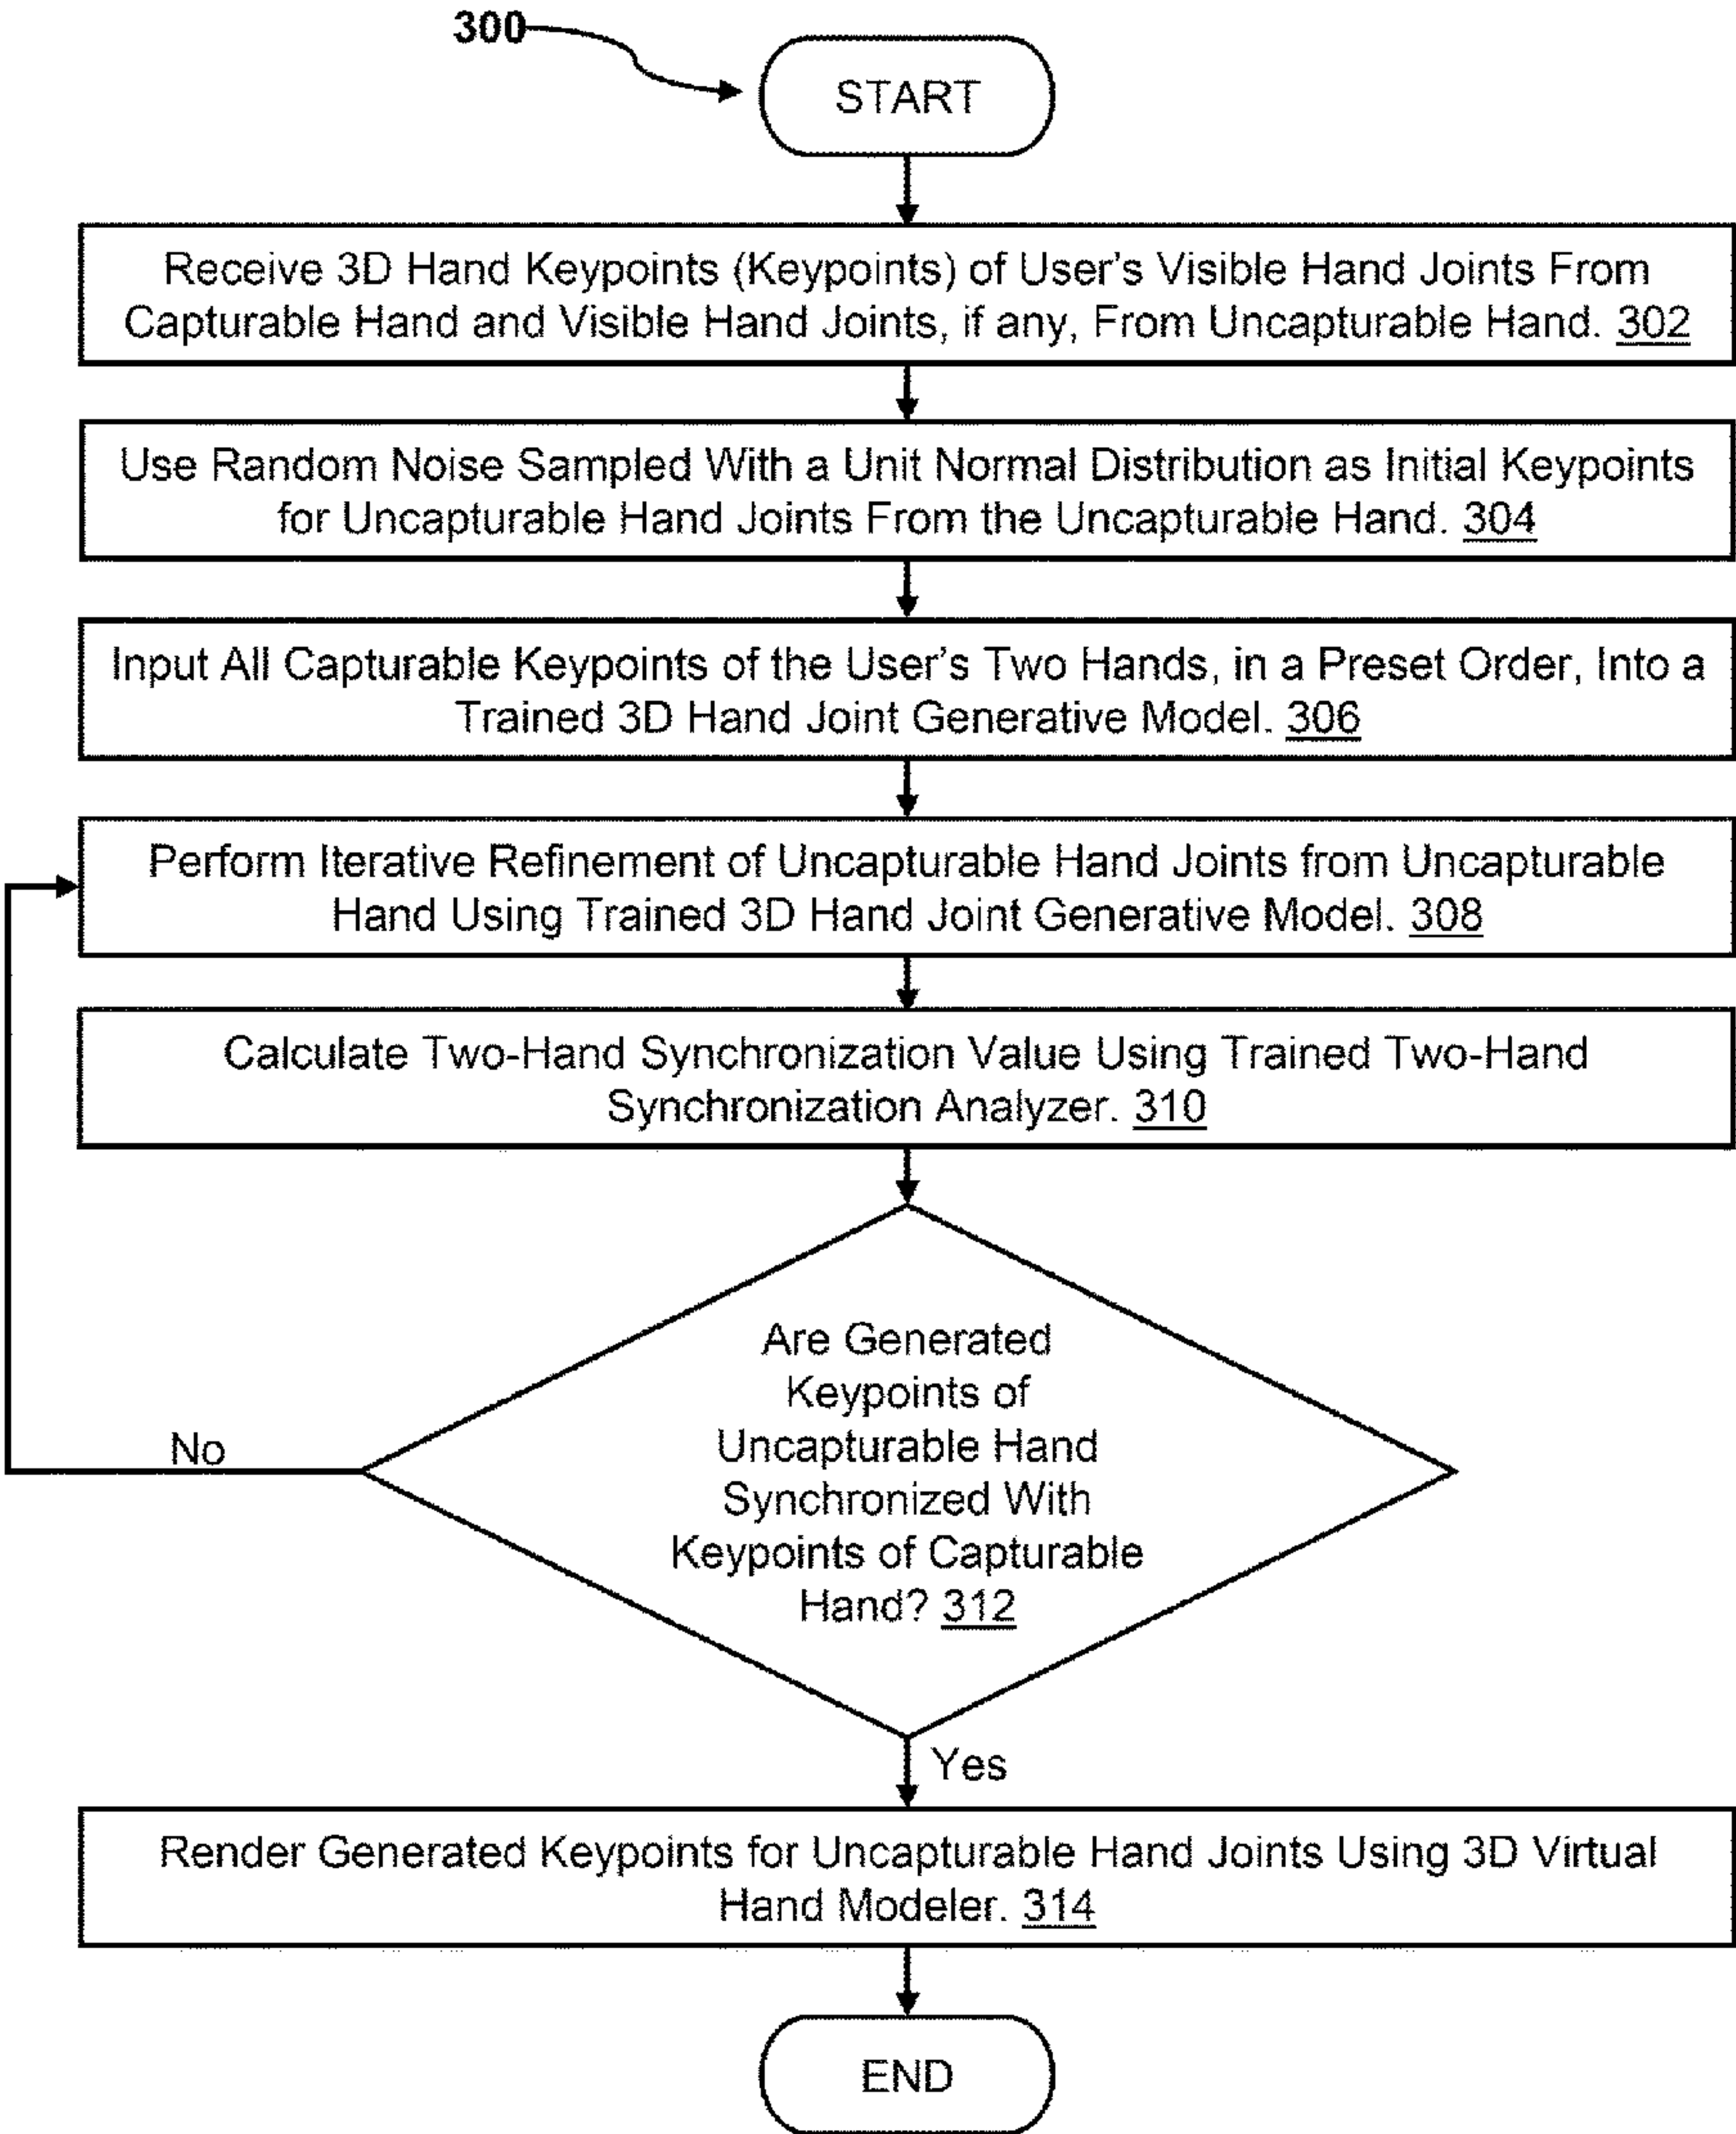 300
START
Receive 3D Hand Keypoints (Keypoints) of User's Visible Hand Joints From
Capturable Hand and Visible Hand Joints, if any, From Uncapturable Hand. 302
Use Random Noise Sampled With a Unit Normal Distribution as Initial Keypoints
for Uncapturable Hand Joints From the Uncapturable Hand. 304
Input All Capturable Keypoints of the User's Two Hands, in a Preset Order, Into a
Trained 3D Hand Joint Generative Model. 306
Perform Iterative Refinement of Uncapturable Hand Joints from Uncapturable
Hand Using Trained 3D Hand Joint Generative Model. 308
Calculate Two-Hand Synchronization Value Using Trained Two-Hand
Synchronization Analyzer. 310
Are Generated
Keypoints of
Uncapturable Hand
Synchronized With
Keypoints of Capturable
Hand? 312
No
Yes
Render Generated Keypoints for Uncapturable Hand Joints Using 3D Virtual
Hand Modeler. 314
END